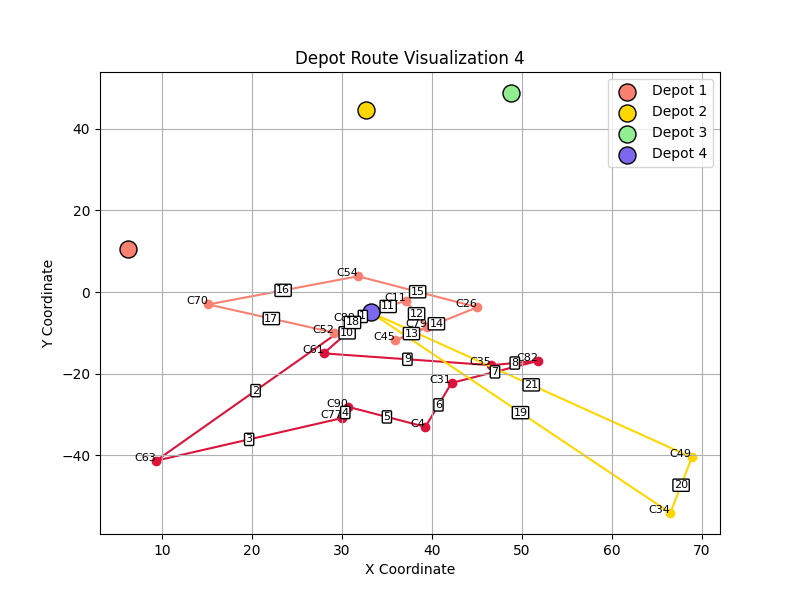 Depot Route Visualization 4
Depot 1
Depot 2
Depot 3
Depot 4
Y Coordinate
40
20
0
−20
−40
C54
16
15
C70
C11
11
C26
17
12
C79
14
18
C52
10
13
C45
C61
9
C35
8
C82
7
C31
21
2
6
C90
4
C77
5
C4
19
3
C63
C49
20
C34
10
20
30
40
50
60
70
X Coordinate